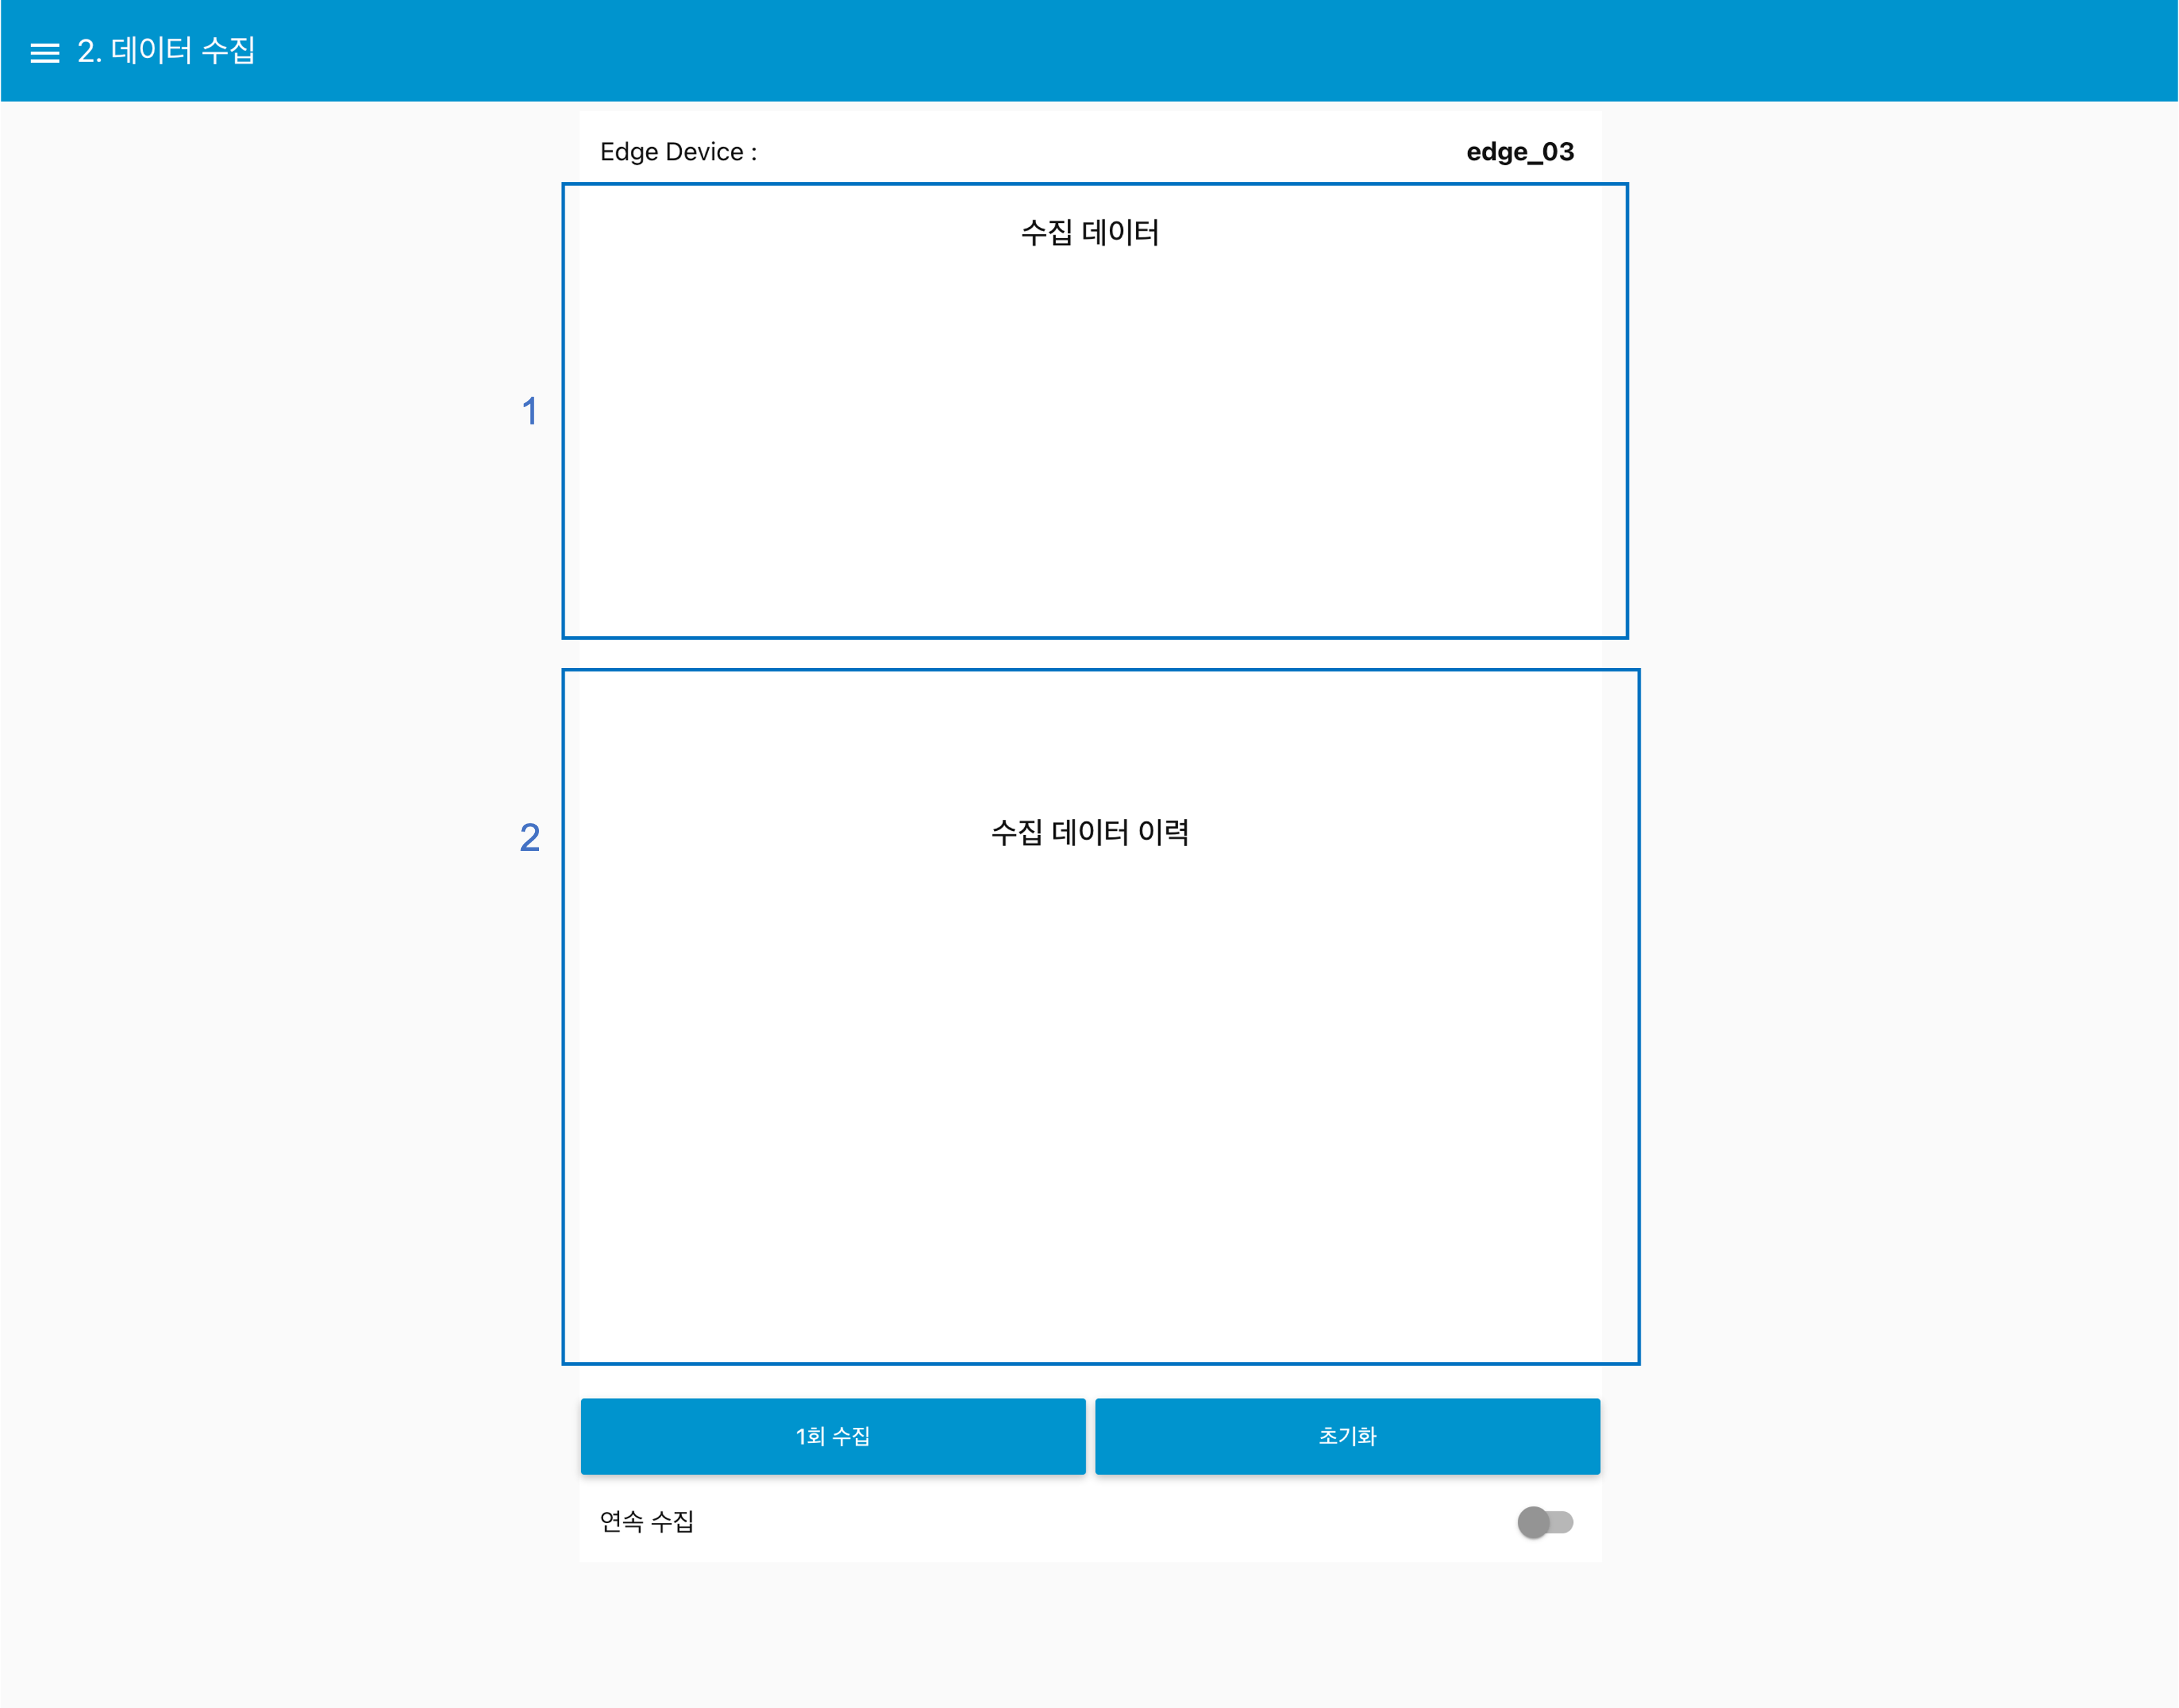 2. 데이터 수집
Edge Device : edge_03
수집 데이터
1
수집 데이터 이력
2
1회 수집 초기화
연속 수집